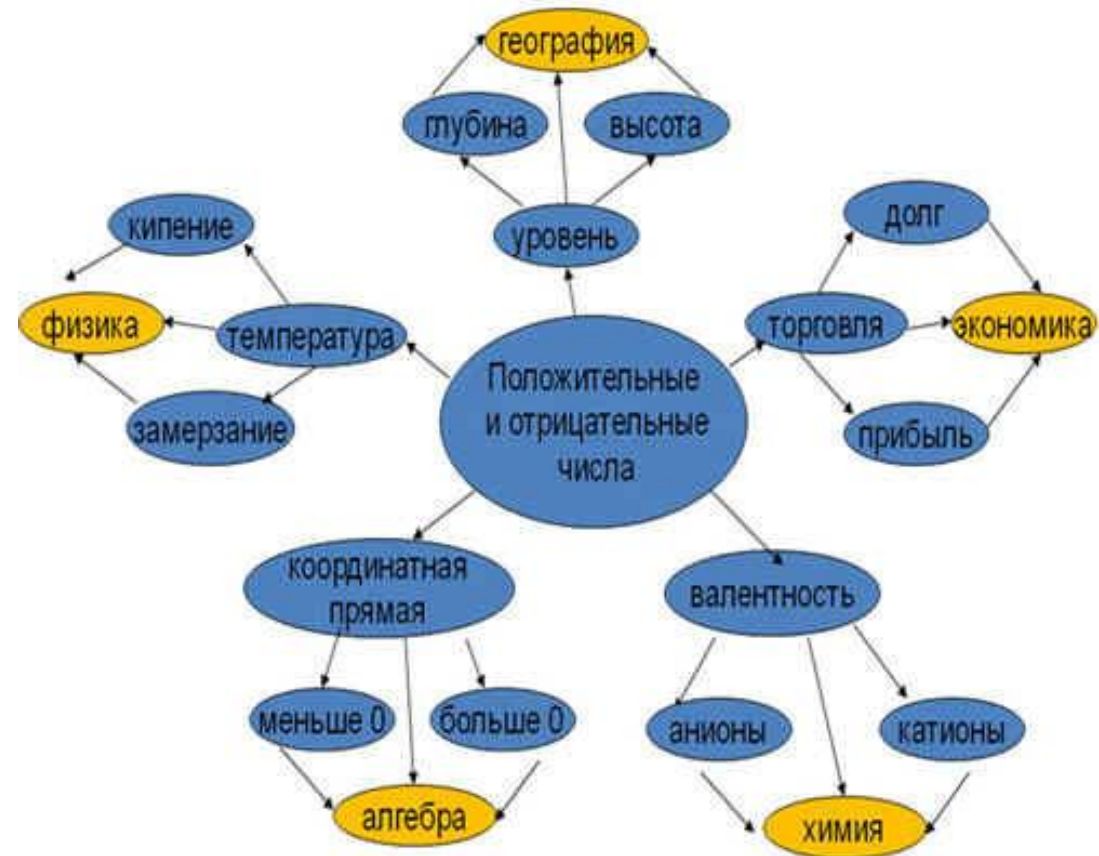 география
глубина
высота
уровень
кипение
физика
температура
замерзание
долг
торговля
экономика
прибыль
Положительные
и отрицательные
числа
координатная
прямая
меньше 0
больше 0
алгебра
валентность
анионы
катионы
химия